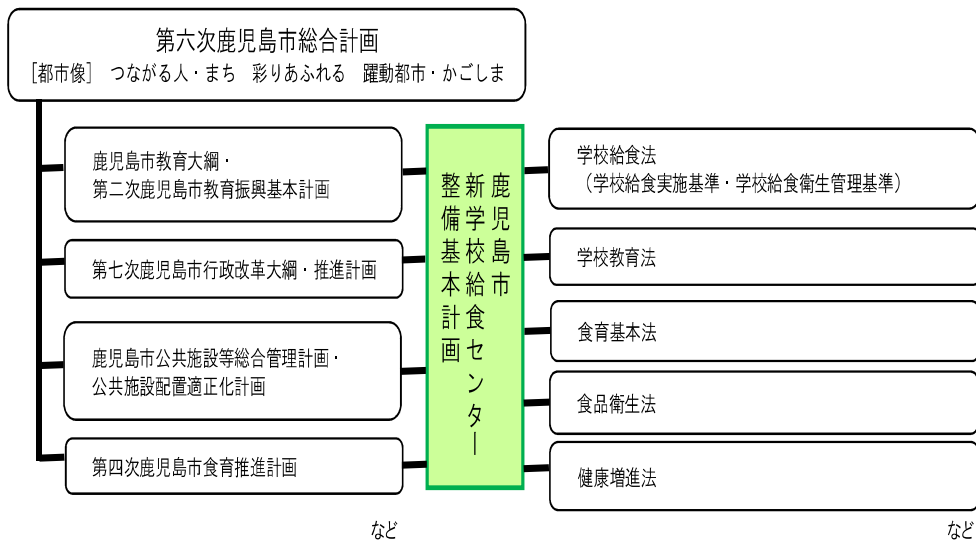 第六次鹿児島市総合計画
［都市像］　つながる人・まち　彩りあふれる　躍動都市・かごしま
鹿児島市教育大綱・
第二次鹿児島市教育振興基本計画
第七次鹿児島市行政改革大綱・推進計画
鹿児島市公共施設等総合管理計画・
公共施設配置適正化計画
第四次鹿児島市食育推進計画
など
鹿児島市
新学校給食センター
整備基本計画
学校給食法
（学校給食実施基準・学校給食衛生管理基準）
学校教育法
食育基本法
食品衛生法
健康増進法
など